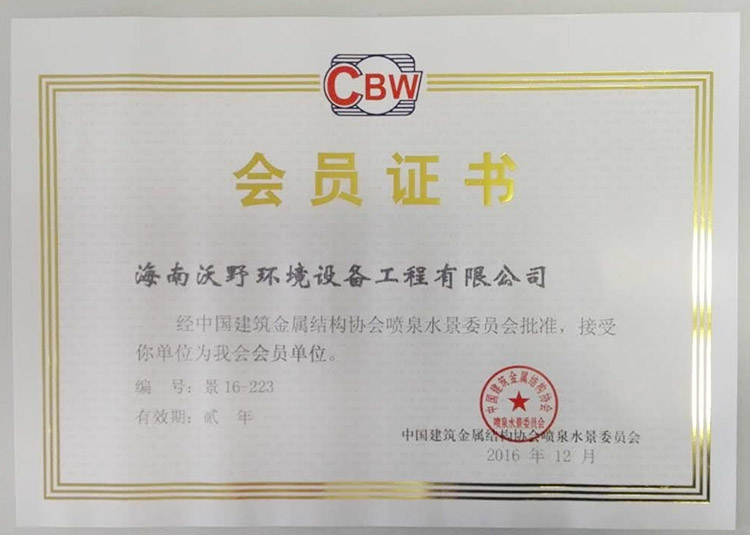 CBW
会员证书
海南沃野环境设备工程有限公司
经中国建筑金属结构协会喷泉水景委员会批准，接受
你单位为我会会员单位。
编 号：景16-223
有效期：贰 年
中国建筑金属结构协会
喷泉水景委员会
中国建筑金属结构协会喷泉水景委员会
2016 年 12 月